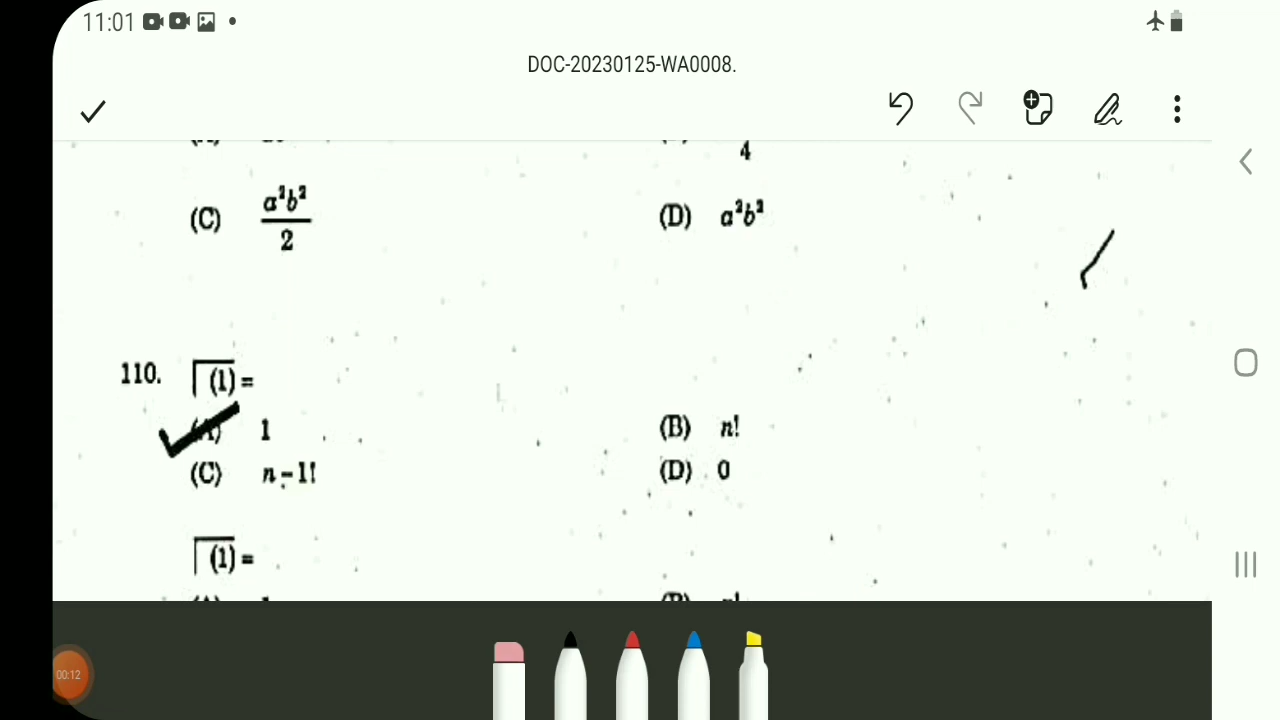 11:01
DOC-20230125-WA0008.
4
(C) a²b²/2 (D) a²b²
110. Γ(1) =
(A) 1 (B) n!
(C) n – 1! (D) 0
Γ(1) =
00:12